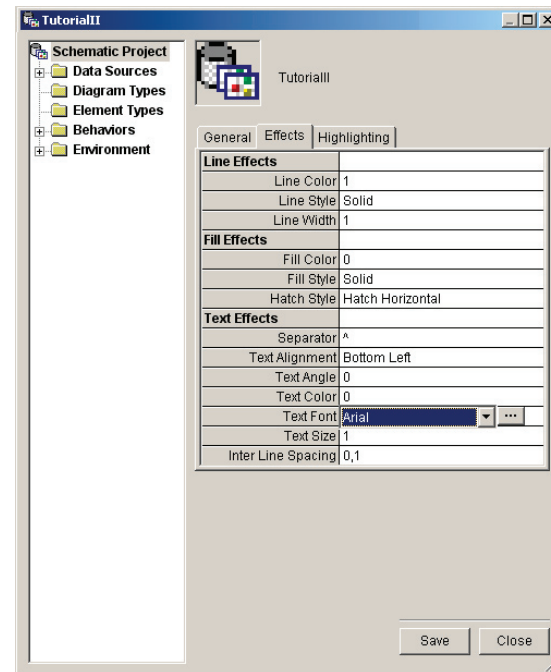 TutorialII
Schematic Project
Data Sources
Diagram Types
Element Types
Behaviors
Environment
TutorialII
General Effects Highlighting
Line Effects
Line Color 1
Line Style Solid
Line Width 1
Fill Effects
Fill Color 0
Fill Style Solid
Hatch Style Hatch Horizontal
Text Effects
Separator ^
Text Alignment Bottom Left
Text Angle 0
Text Color 0
Text Font Arial ...
Text Size 1
Inter Line Spacing 0,1
Save Close